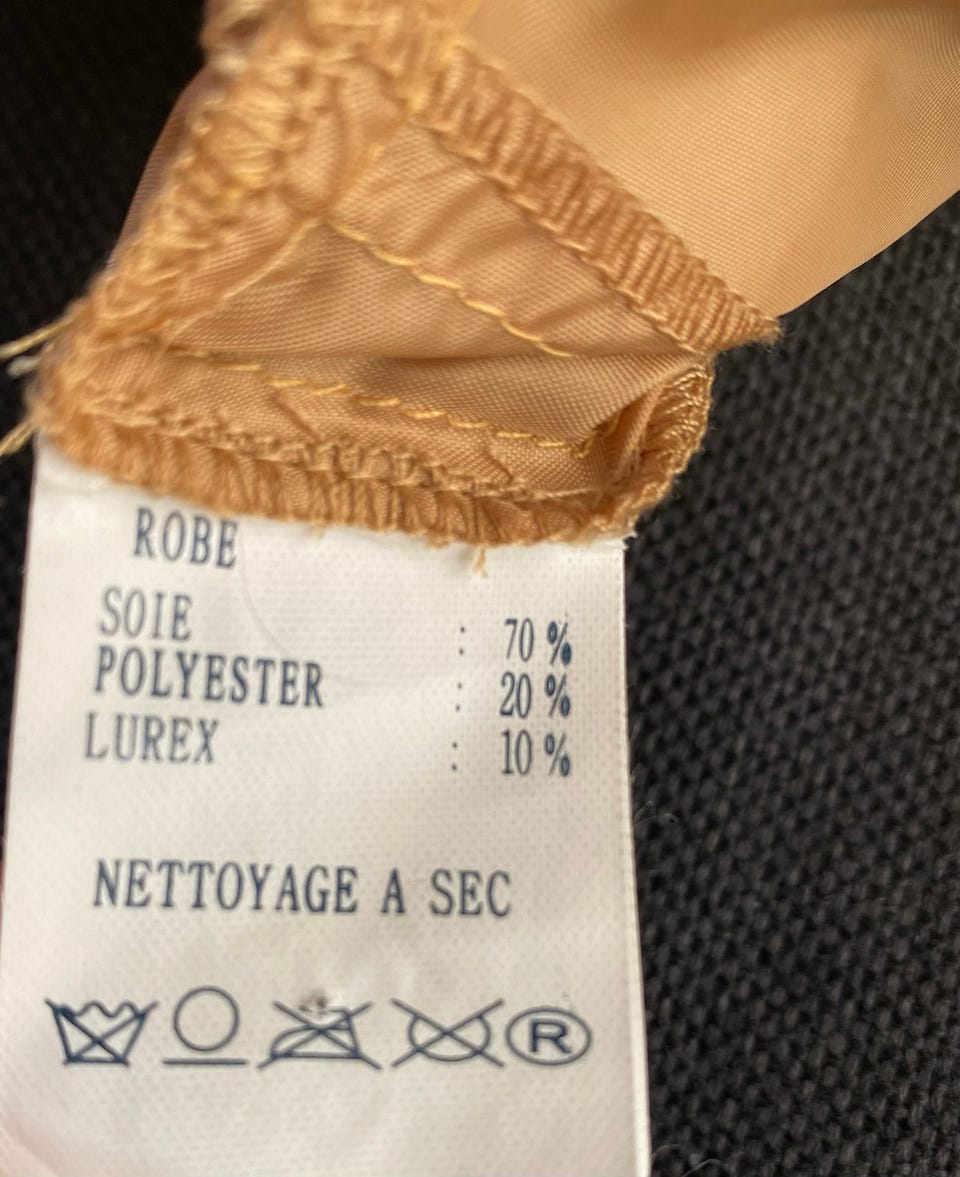 ROBE
SOIE : 70 %
POLYESTER : 20 %
LUREX : 10 %
NETTOYAGE A SEC
R